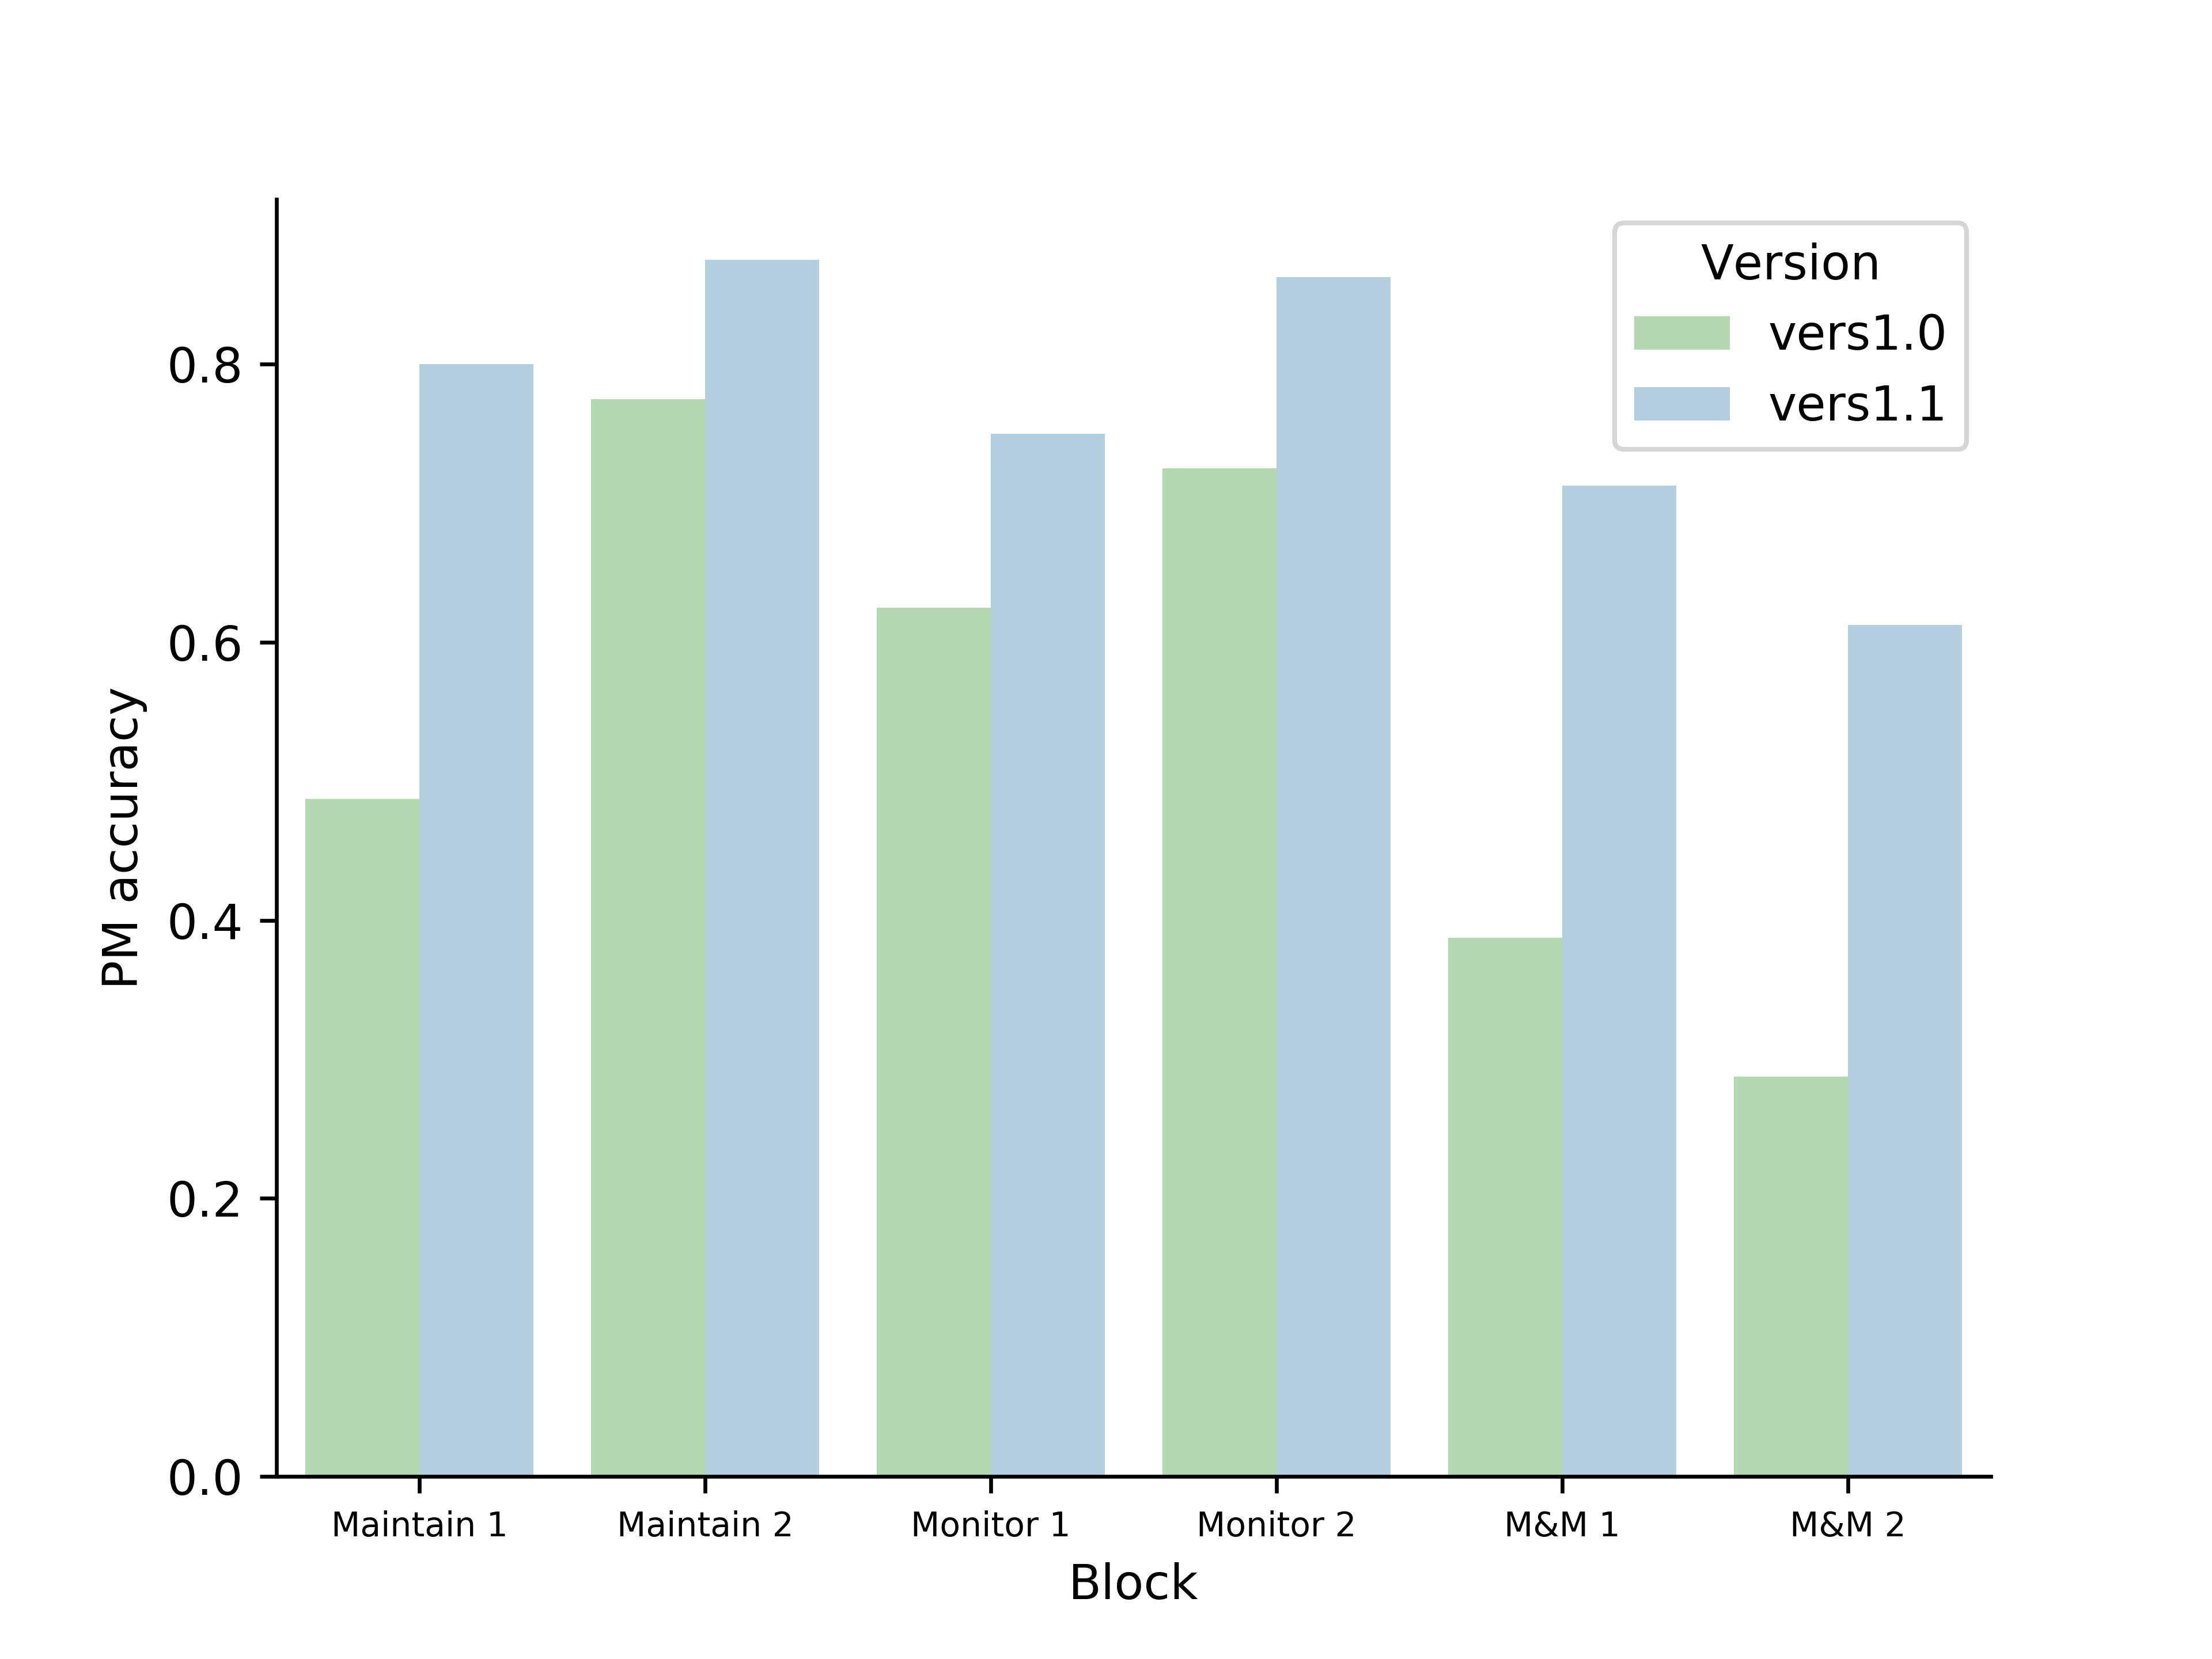 Version
vers1.0
vers1.1
PM accuracy
0.8
0.6
0.4
0.2
0.0
Maintain 1
Maintain 2
Monitor 1
Monitor 2
M&M 1
M&M 2
Block